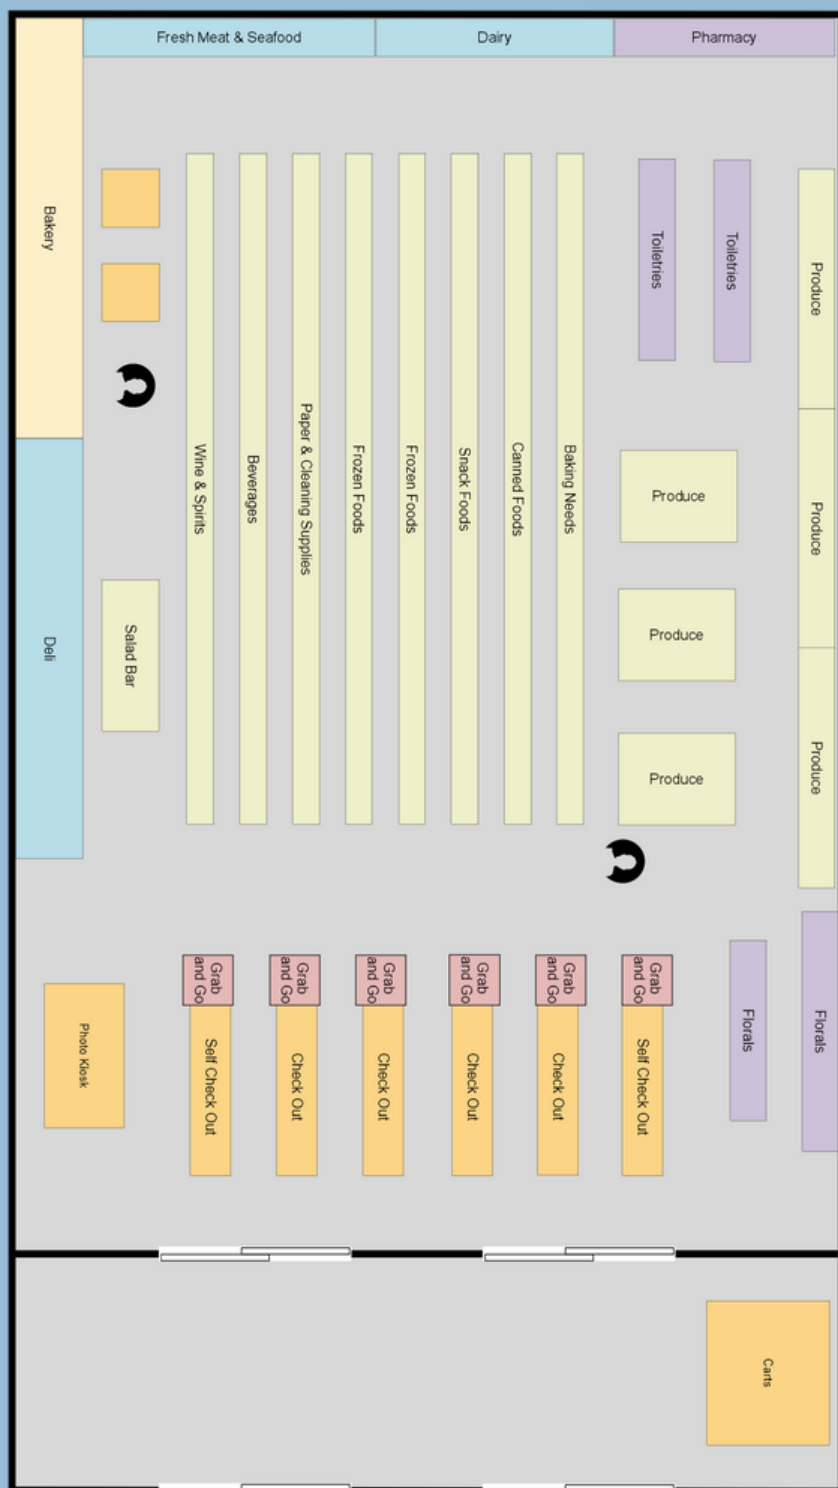 Fresh Meat & Seafood
Dairy
Pharmacy
Bakery
Toiletries
Toiletries
Produce
Wine & Spirits
Beverages
Paper & Cleaning Supplies
Frozen Foods
Frozen Foods
Snack Foods
Canned Foods
Baking Needs
Produce
Produce
Deli
Salad Bar
Produce
Produce
Produce
Grab
and Go
Grab
and Go
Grab
and Go
Grab
and Go
Grab
and Go
Grab
and Go
Photo Kiosk
Self Check Out
Check Out
Check Out
Check Out
Check Out
Self Check Out
Florals
Florals
Carts